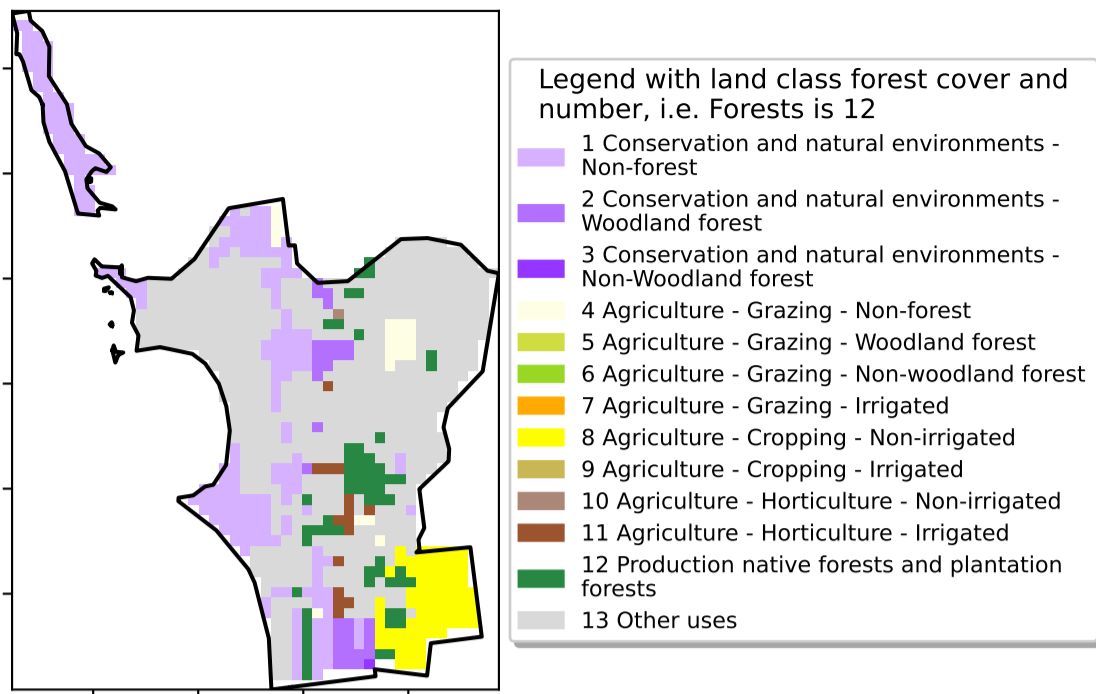 Legend with land class forest cover and
number, i.e. Forests is 12
1 Conservation and natural environments -
Non-forest
2 Conservation and natural environments -
Woodland forest
3 Conservation and natural environments -
Non-Woodland forest
4 Agriculture - Grazing - Non-forest
5 Agriculture - Grazing - Woodland forest
6 Agriculture - Grazing - Non-woodland forest
7 Agriculture - Grazing - Irrigated
8 Agriculture - Cropping - Non-irrigated
9 Agriculture - Cropping - Irrigated
10 Agriculture - Horticulture - Non-irrigated
11 Agriculture - Horticulture - Irrigated
12 Production native forests and plantation
forests
13 Other uses